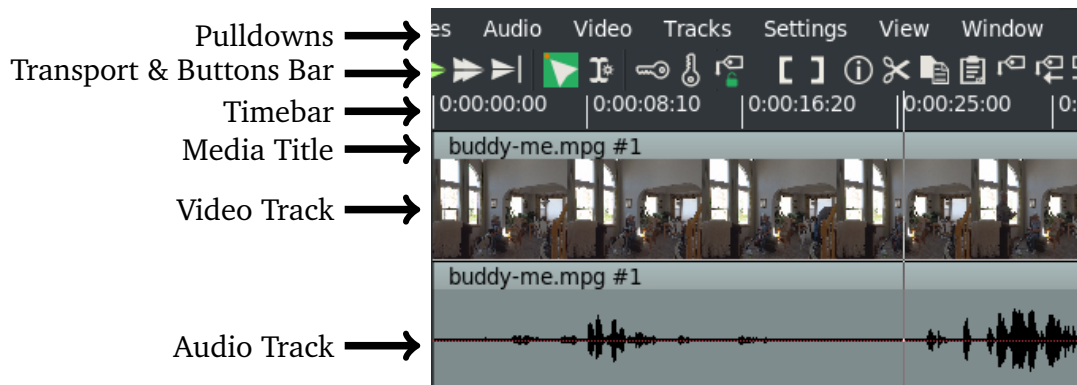 Pulldowns es Audio Video Tracks Settings View Window
Transport & Buttons Bar
Timebar 0:00:00:00 0:00:08:10 0:00:16:20 0:00:25:00 0:
Media Title buddy-me.mpg #1
Video Track
buddy-me.mpg #1
Audio Track